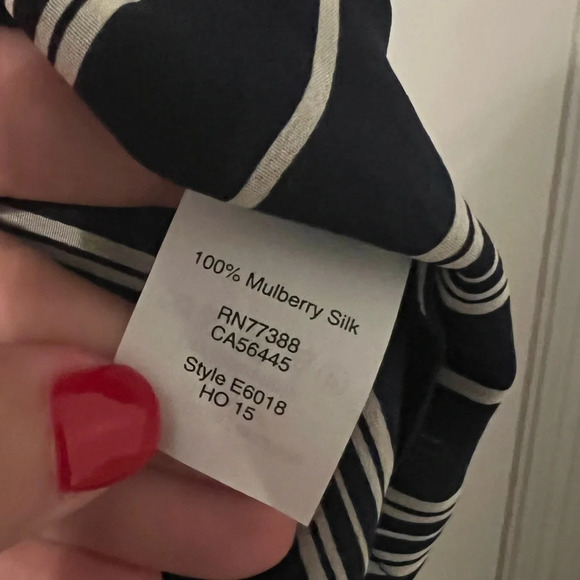 100% Mulberry Silk
RN77388
CA56445
Style E6018
HO 15